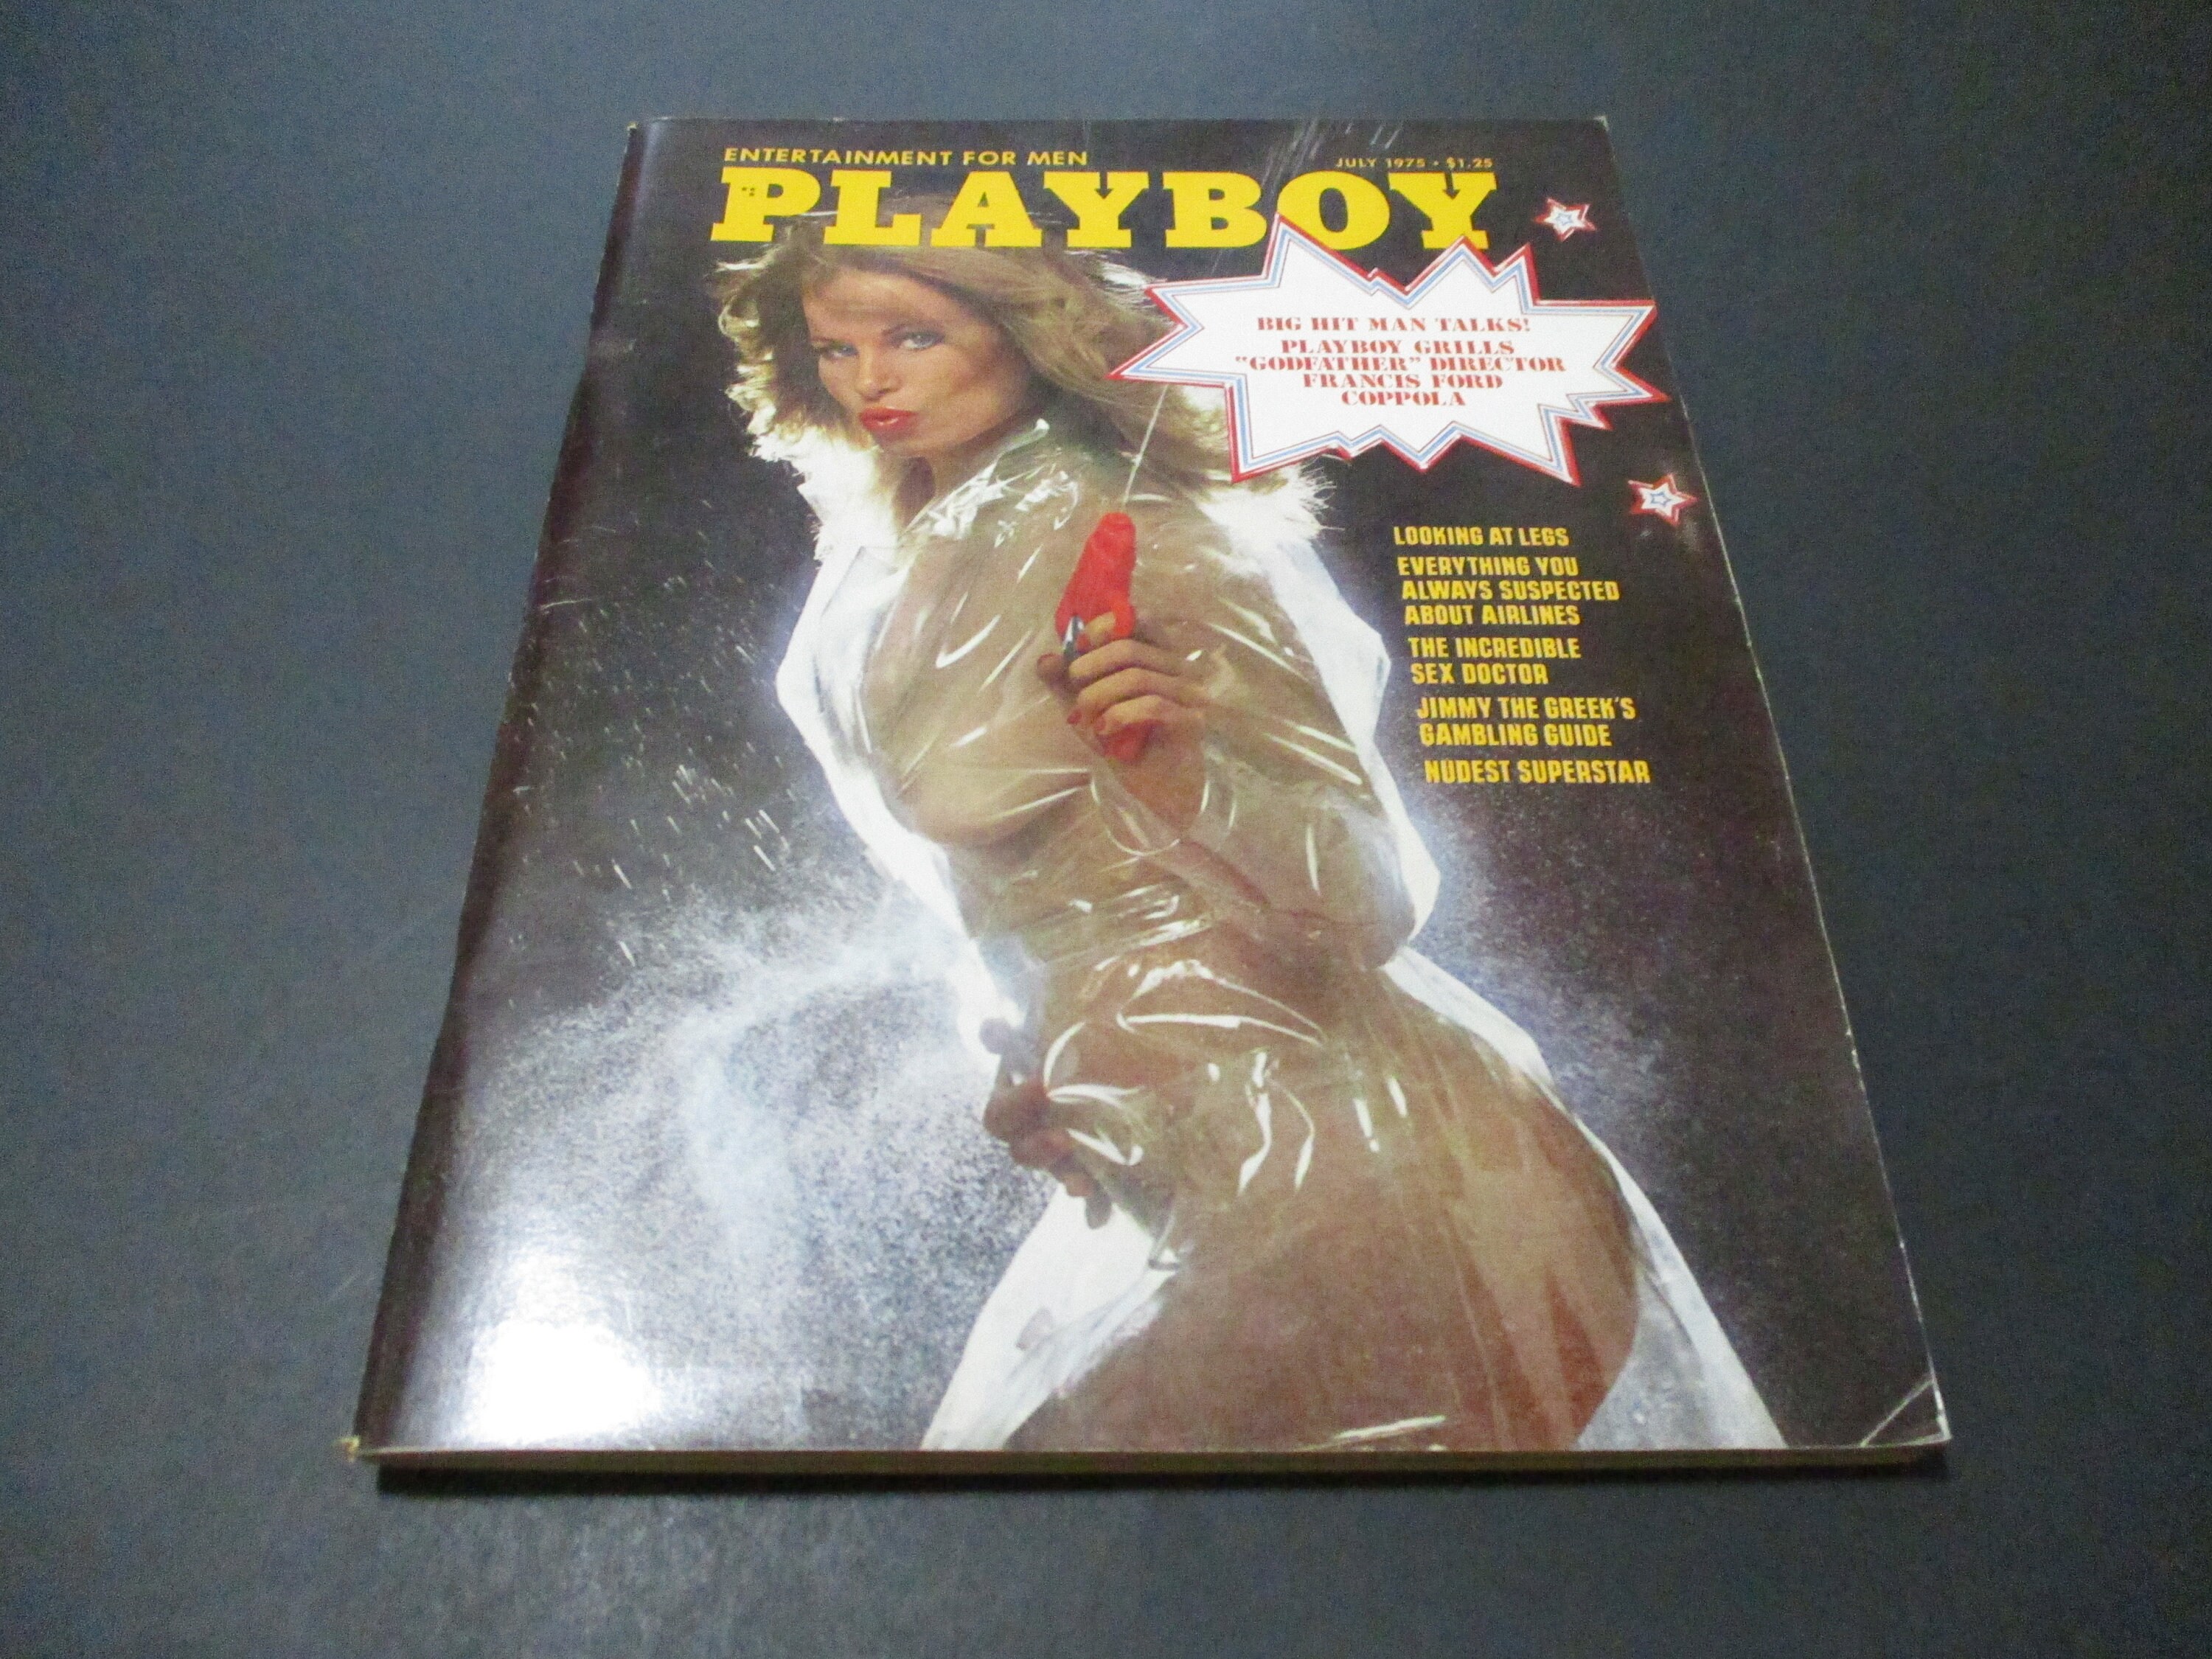 ENTERTAINMENT FOR MEN
JULY 1975 • $1.25
PLAYBOY
BIG HIT MAN TALKS!
PLAYBOY GRILLS
"GODFATHER" DIRECTOR
FRANCIS FORD
COPPOLA
LOOKING AT LEGS
EVERYTHING YOU
ALWAYS SUSPECTED
ABOUT AIRLINES
THE INCREDIBLE
SEX DOCTOR
JIMMY THE GREEK'S
GAMBLING GUIDE
NUDEST SUPERSTAR